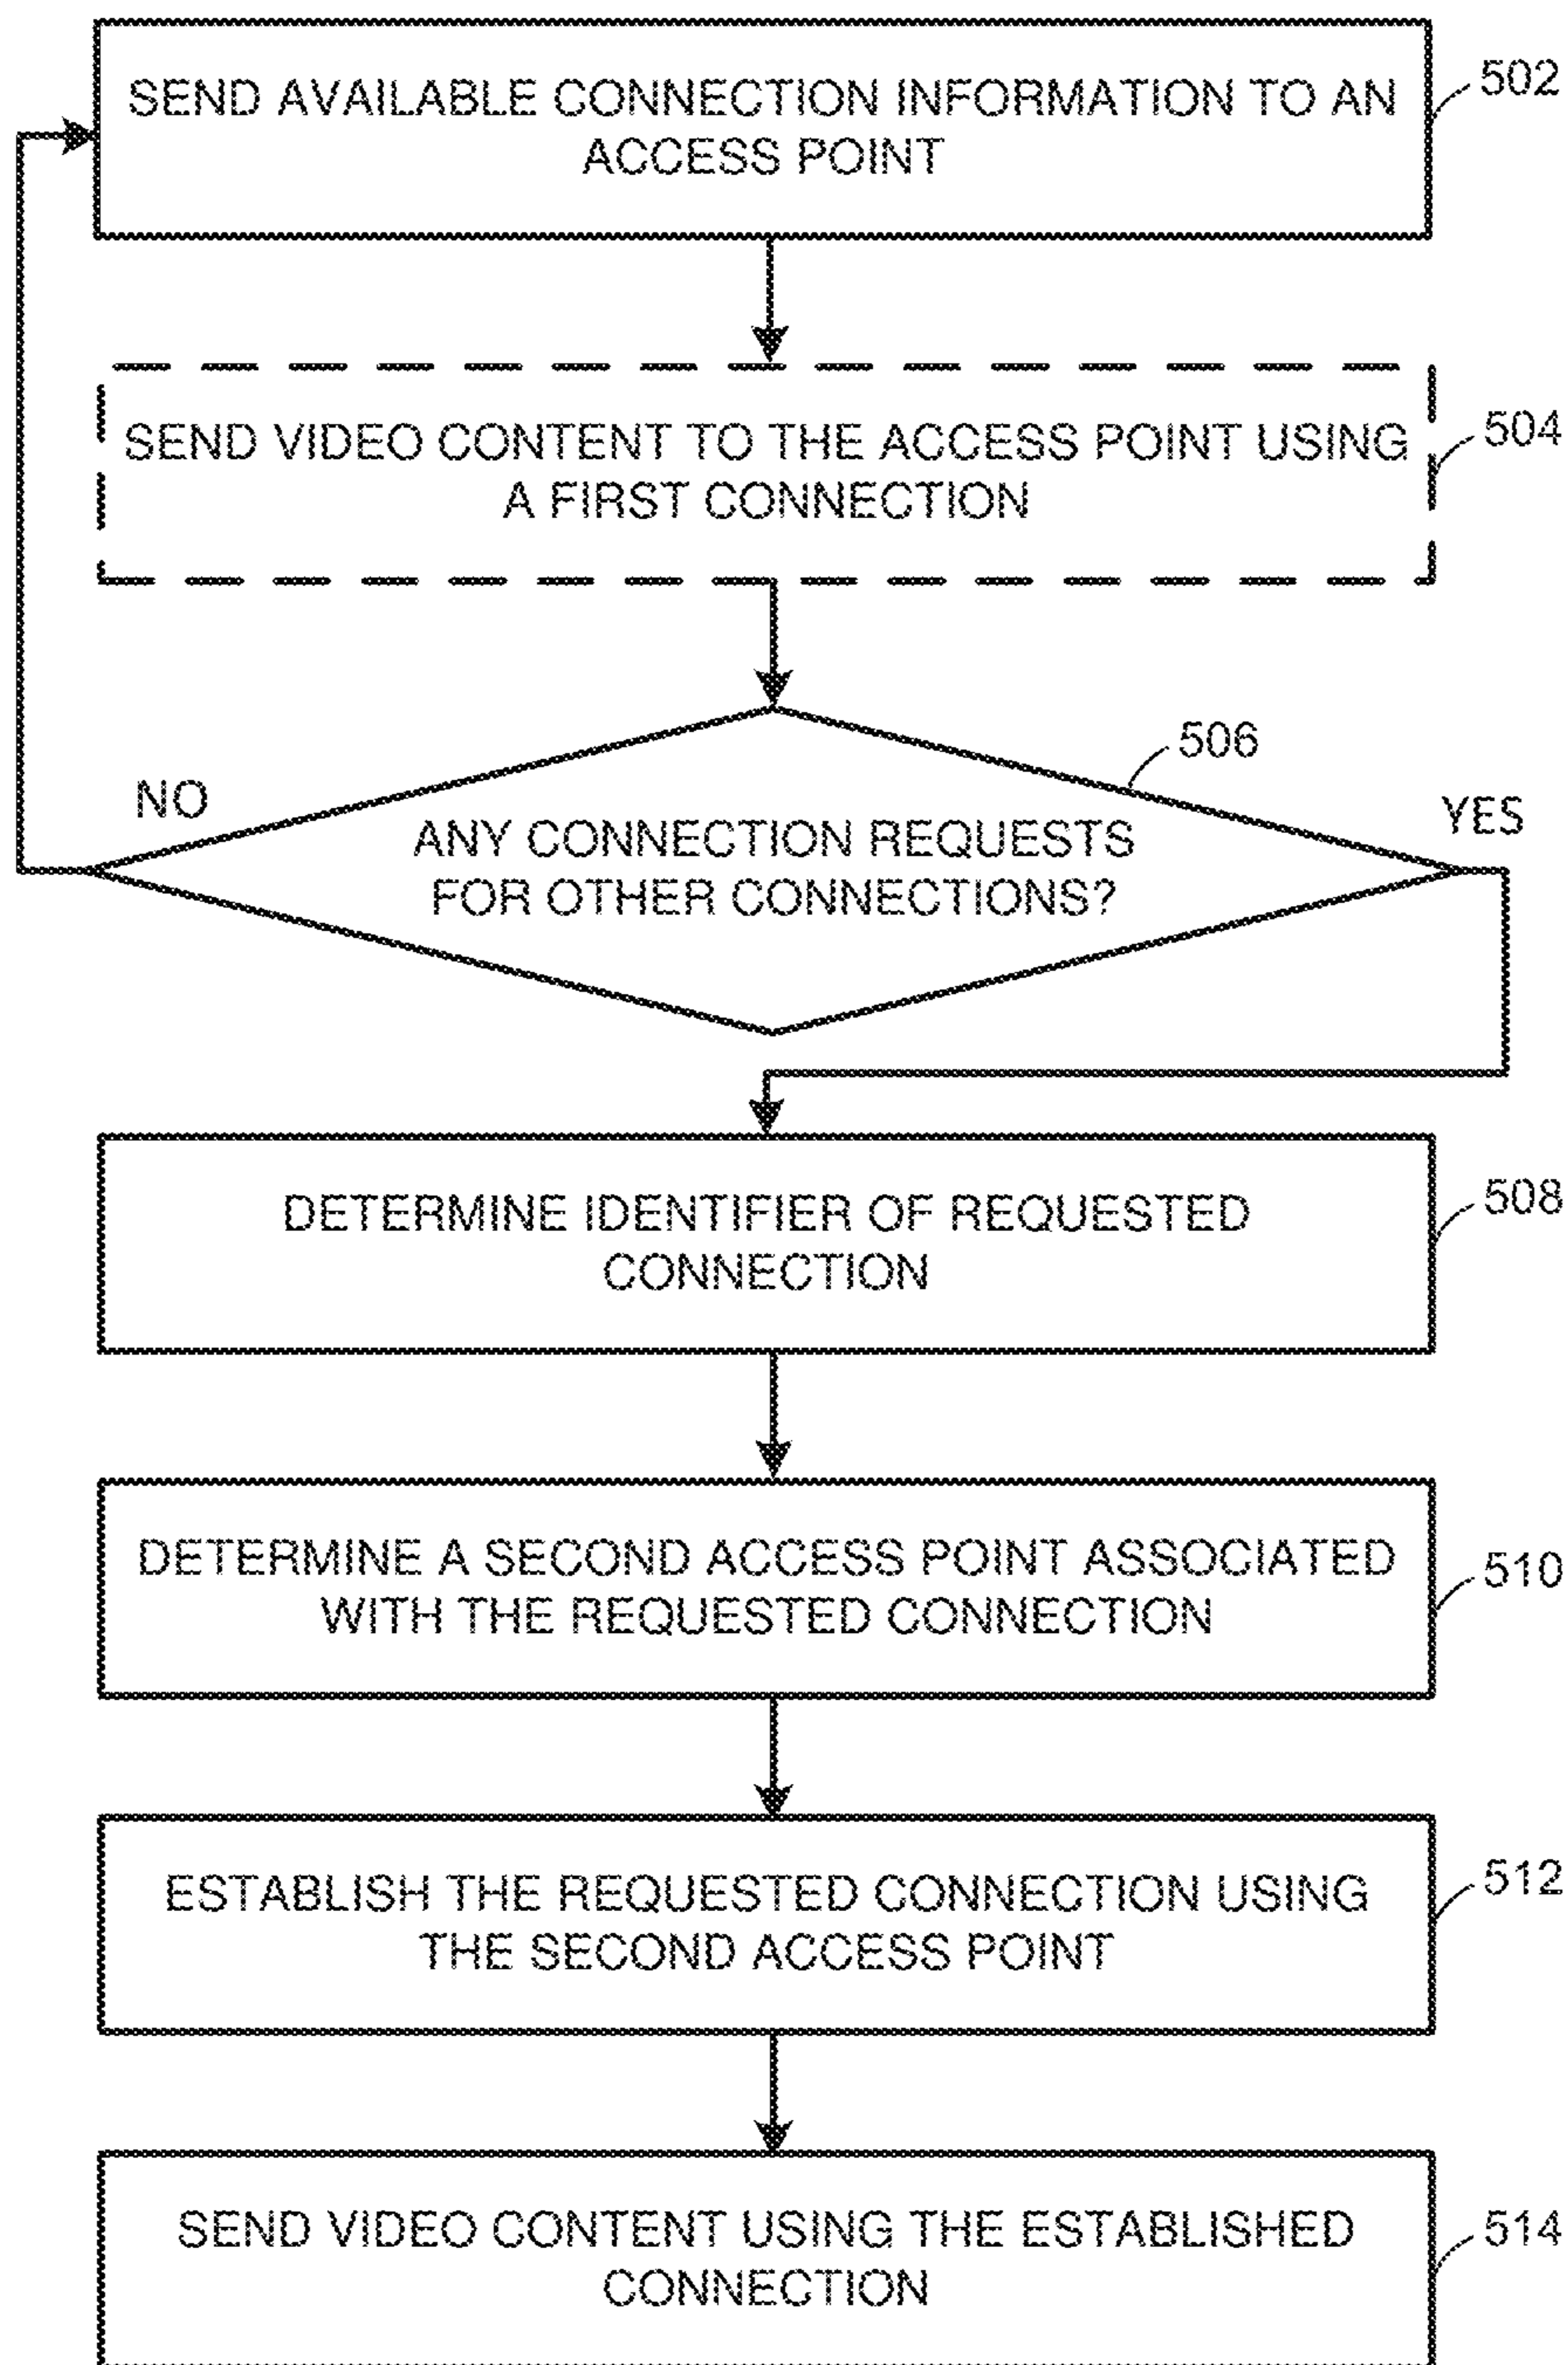 SEND AVAILABLE CONNECTION INFORMATION TO AN
ACCESS POINT
502
SEND VIDEO CONTENT TO THE ACCESS POINT USING
A FIRST CONNECTION
504
506
NO
YES
ANY CONNECTION REQUESTS
FOR OTHER CONNECTIONS?
DETERMINE IDENTIFIER OF REQUESTED
CONNECTION
508
DETERMINE A SECOND ACCESS POINT ASSOCIATED
WITH THE REQUESTED CONNECTION
510
ESTABLISH THE REQUESTED CONNECTION USING
THE SECOND ACCESS POINT
512
SEND VIDEO CONTENT USING THE ESTABLISHED
CONNECTION
514